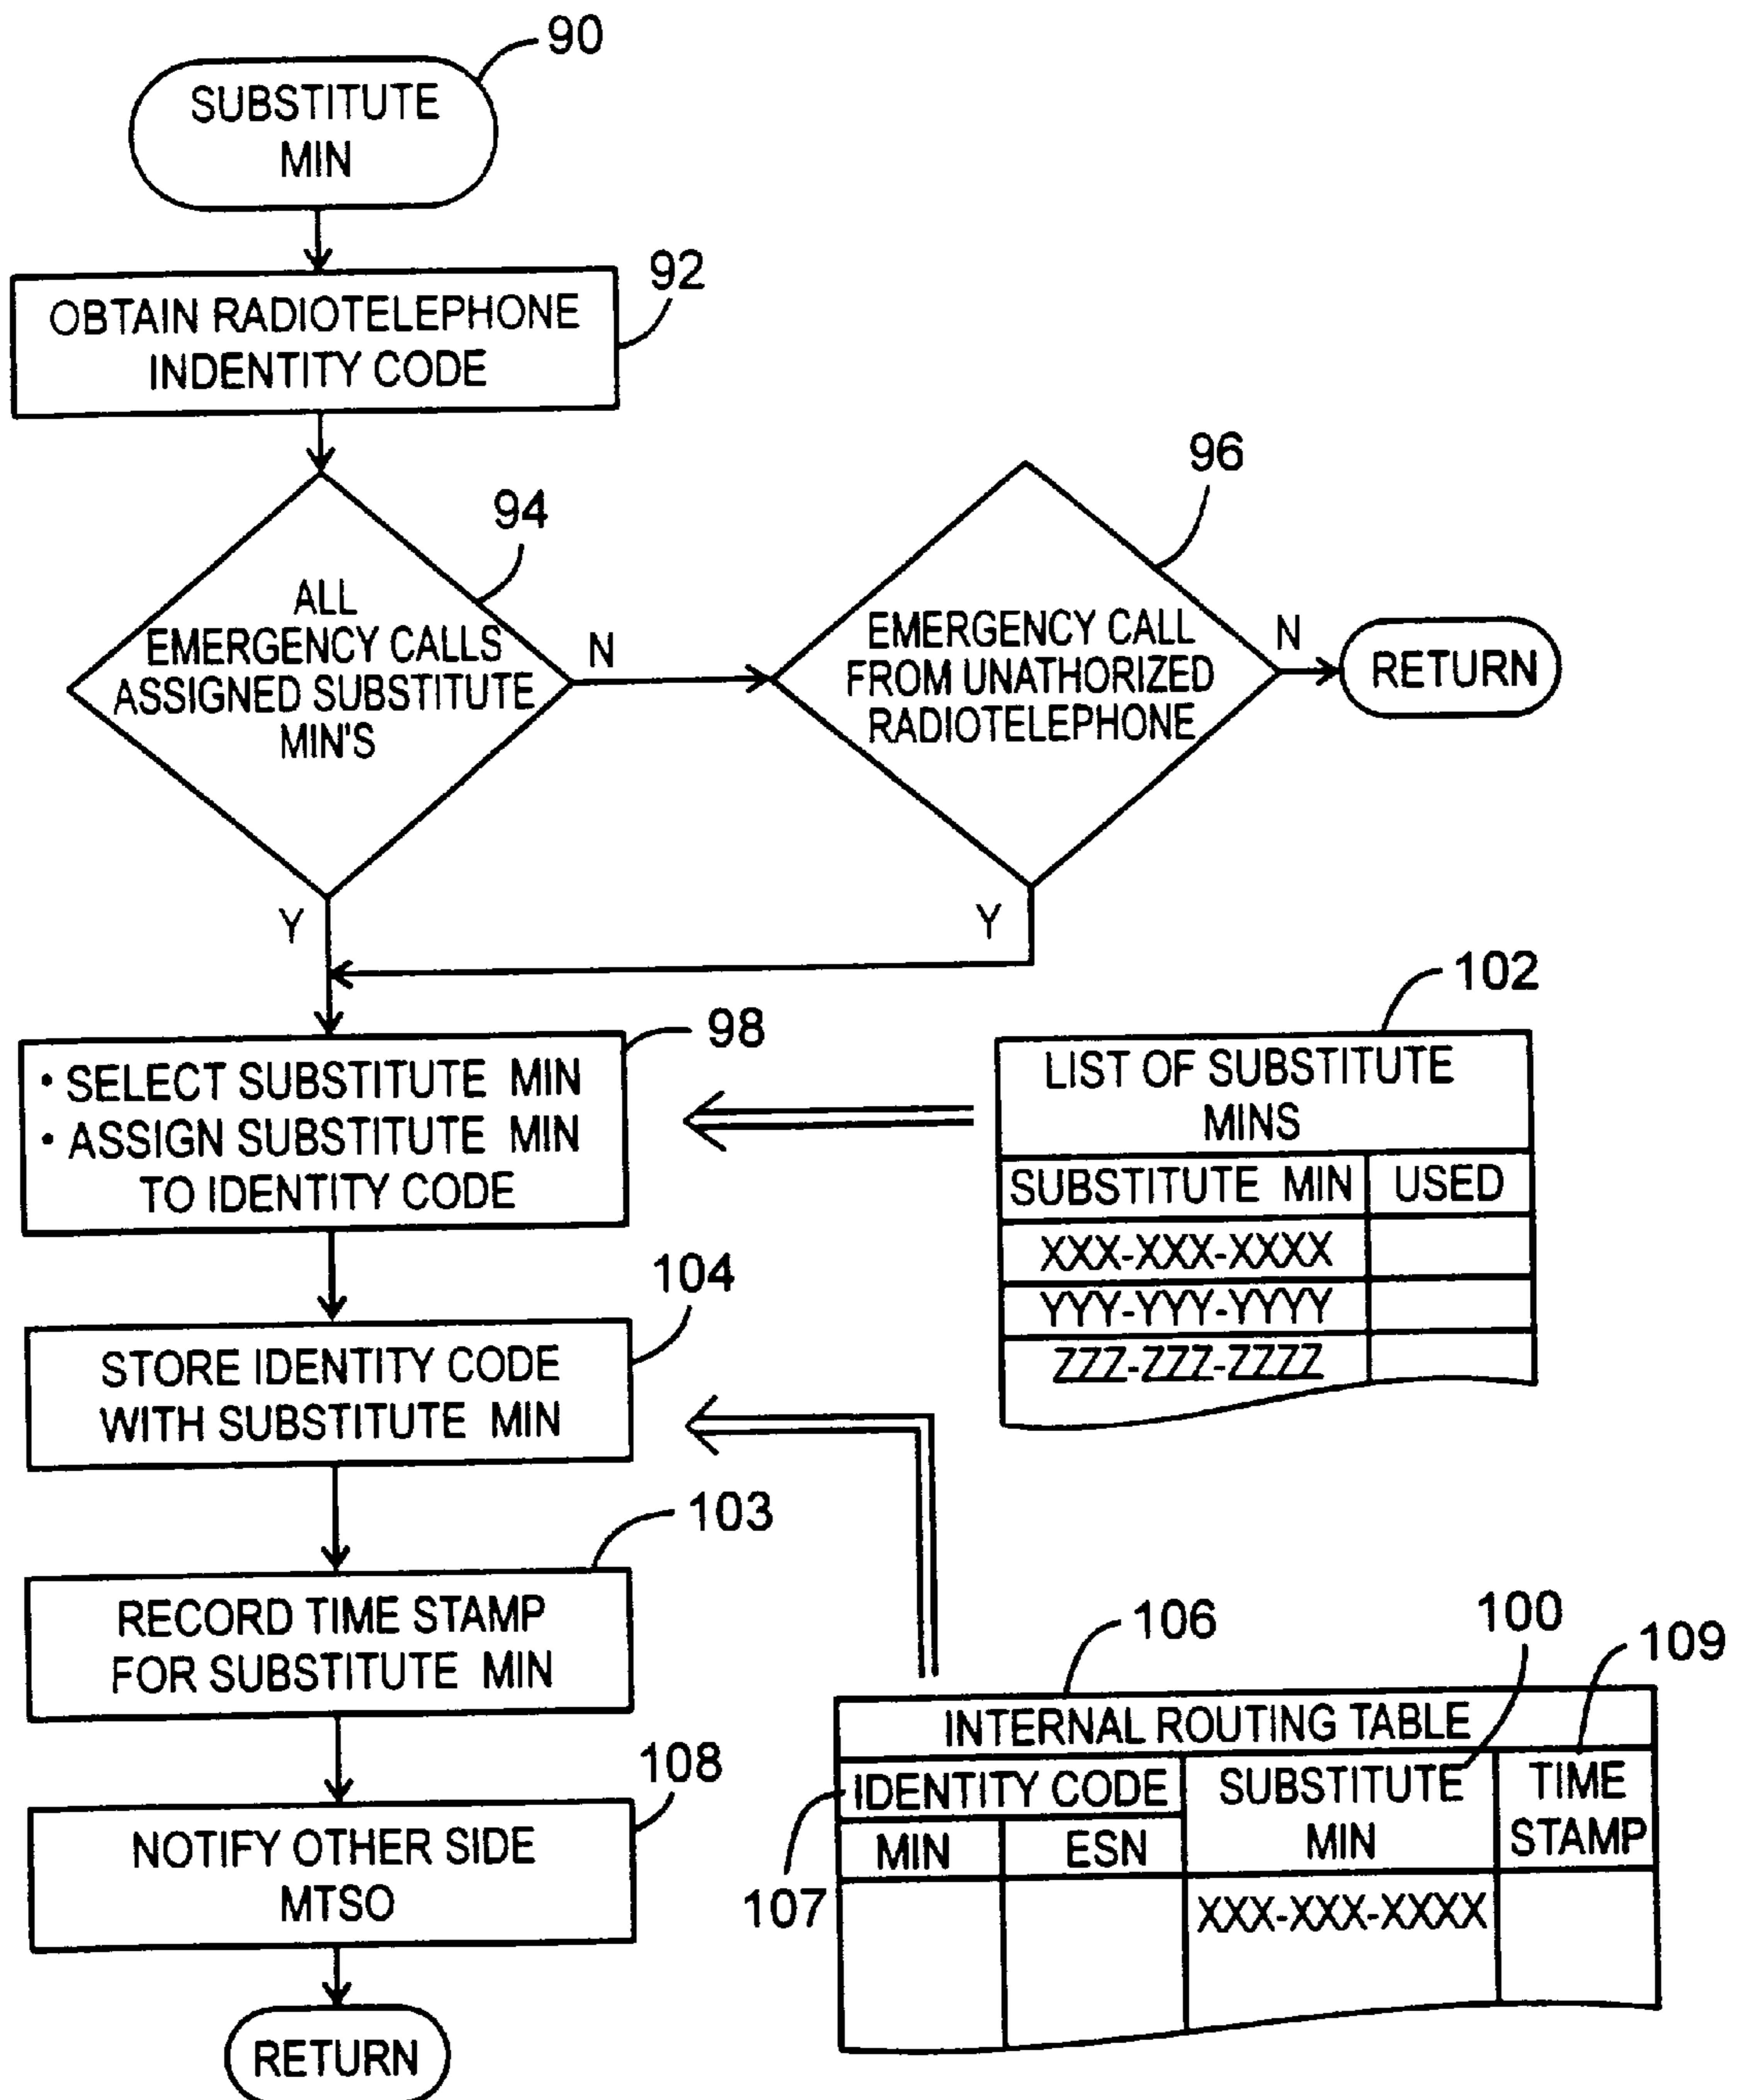 90
SUBSTITUTE
MIN
92
OBTAIN RADIOTELEPHONE
INDENTITY CODE
94
ALL
EMERGENCY CALLS
ASSIGNED SUBSTITUTE
MIN'S
N
Y
96
EMERGENCY CALL
FROM UNATHORIZED
RADIOTELEPHONE
N
Y
RETURN
98
• SELECT SUBSTITUTE MIN
• ASSIGN SUBSTITUTE MIN
TO IDENTITY CODE
102
LIST OF SUBSTITUTE
MINS
SUBSTITUTE MIN USED
XXX-XXX-XXXX
YYY-YYY-YYYY
ZZZ-ZZZ-ZZZZ
104
STORE IDENTITY CODE
WITH SUBSTITUTE MIN
103
RECORD TIME STAMP
FOR SUBSTITUTE MIN
108
NOTIFY OTHER SIDE
MTSO
RETURN
106
100
109
INTERNAL ROUTING TABLE
107
IDENTITY CODE
MIN ESN
SUBSTITUTE
MIN
TIME
STAMP
XXX-XXX-XXXX